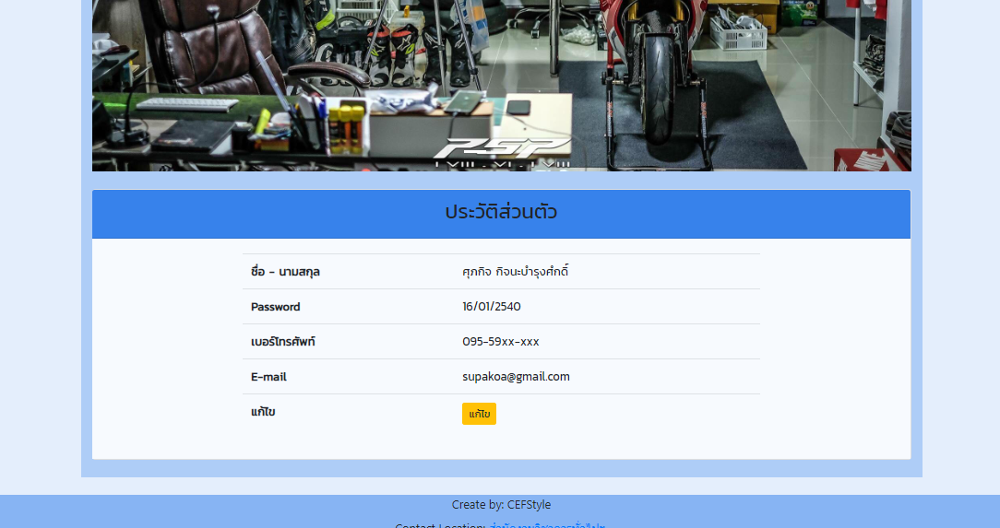 PSP
ประวัติส่วนตัว
ชื่อ - นามสกุล ศุภกิจ กิจนะบำรุงศักดิ์
Password 16/01/2540
เบอร์โทรศัพท์ 095-59xx-xxx
E-mail supakoa@gmail.com
แก้ไข แก้ไข
Create by: CEFStyle
Contact Location: